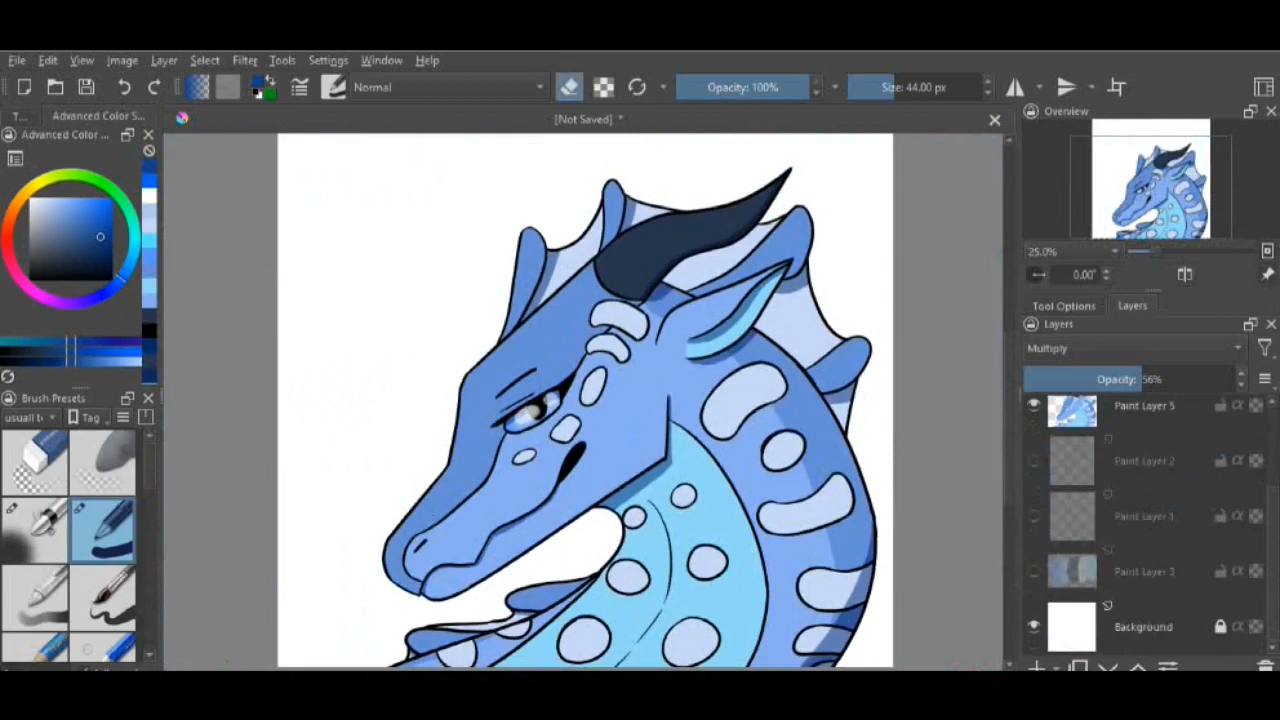 File Edit View Image Layer Select Filter Tools Settings Window Help
Normal Opacity: 100% Size: 44.00 px
T... Advanced Color S...
[Not Saved] *
Overview
Advanced Color ...
25.0%
0.00°
Tool Options Layers
Layers
Multiply
Opacity: 56%
Brush Presets
Tag
Paint Layer 5
Paint Layer 2
Paint Layer 1
Paint Layer 3
Background